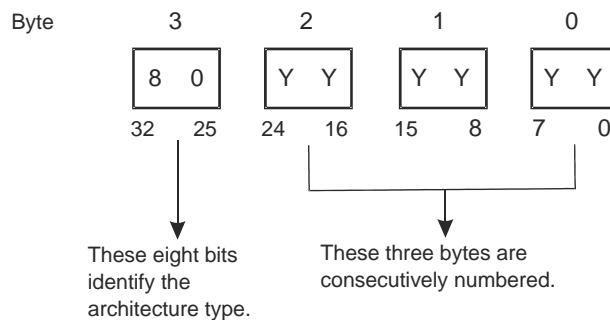 Byte 3 2 1 0
8 0 Y Y Y Y Y Y
32 25 24 16 15 8 7 0
These eight bits
identify the
architecture type.
These three bytes are
consecutively numbered.